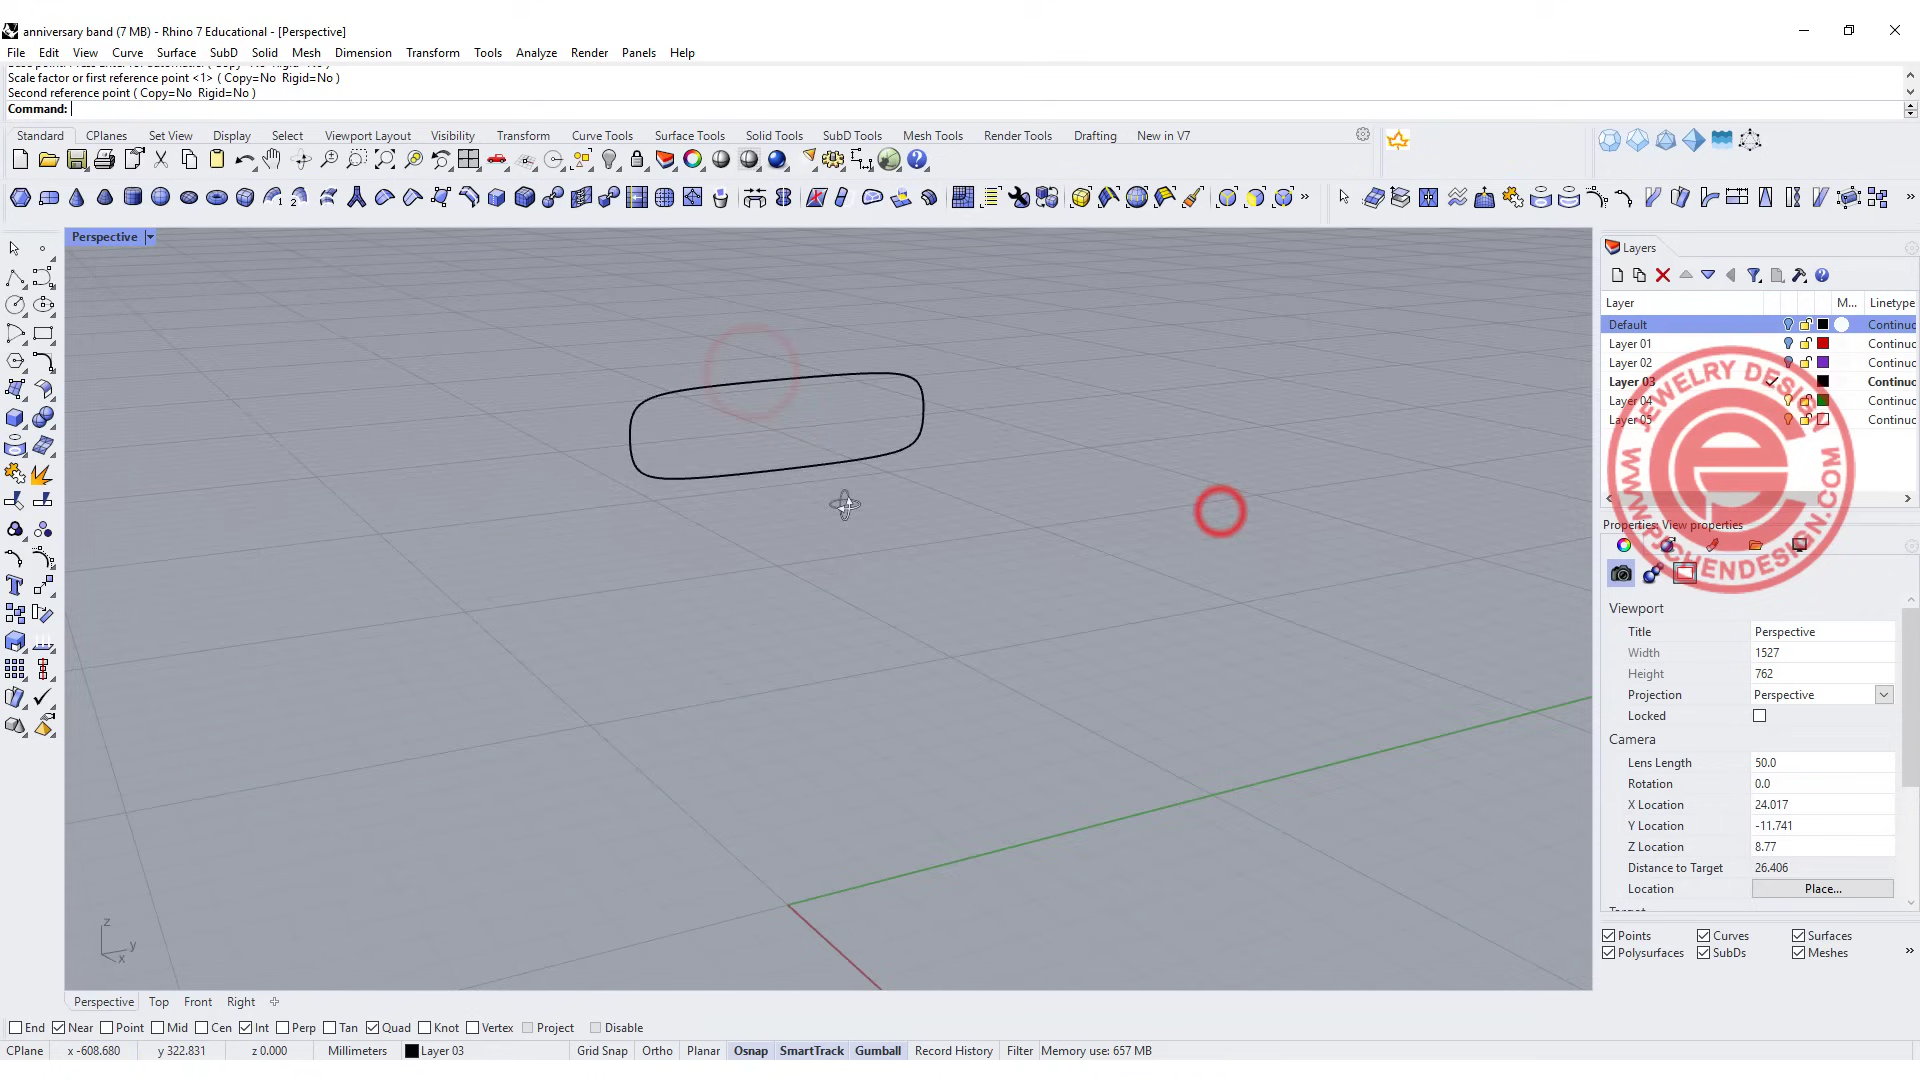 anniversary band (7 MB) - Rhino 7 Educational - [Perspective]
File Edit View Curve Surface SubD Solid Mesh Dimension Transform Tools Analyze Render Panels Help
Scale factor or first reference point <1> ( Copy=No Rigid=No )
Second reference point ( Copy=No Rigid=No )
Command:
Standard CPlanes Set View Display Select Viewport Layout Visibility Transform Curve Tools Surface Tools Solid Tools SubD Tools Mesh Tools Render Tools Drafting New in V7
Perspective
Layers
Layer M... Linetype
Default Continuc
Layer 01 Continuc
Layer 02 Continuc
Layer 03 Continuc
Layer 04 Continuc
Layer 05 Continuc
JEWELRY DESIGN
WWW.PJCHENDESIGN.COM
Properties: View properties
Viewport
Title Perspective
Width 1527
Height 762
Projection Perspective
Locked
Camera
Lens Length 50.0
Rotation 0.0
X Location 24.017
Y Location -11.741
Z Location 8.77
Distance to Target 26.406
Location Place...
z
y
x
Points Curves Surfaces
Polysurfaces SubDs Meshes
Perspective Top Front Right
End Near Point Mid Cen Int Perp Tan Quad Knot Vertex Project Disable
CPlane x -608.680 y 322.831 z 0.000 Millimeters Layer 03 Grid Snap Ortho Planar Osnap SmartTrack Gumball Record History Filter Memory use: 657 MB